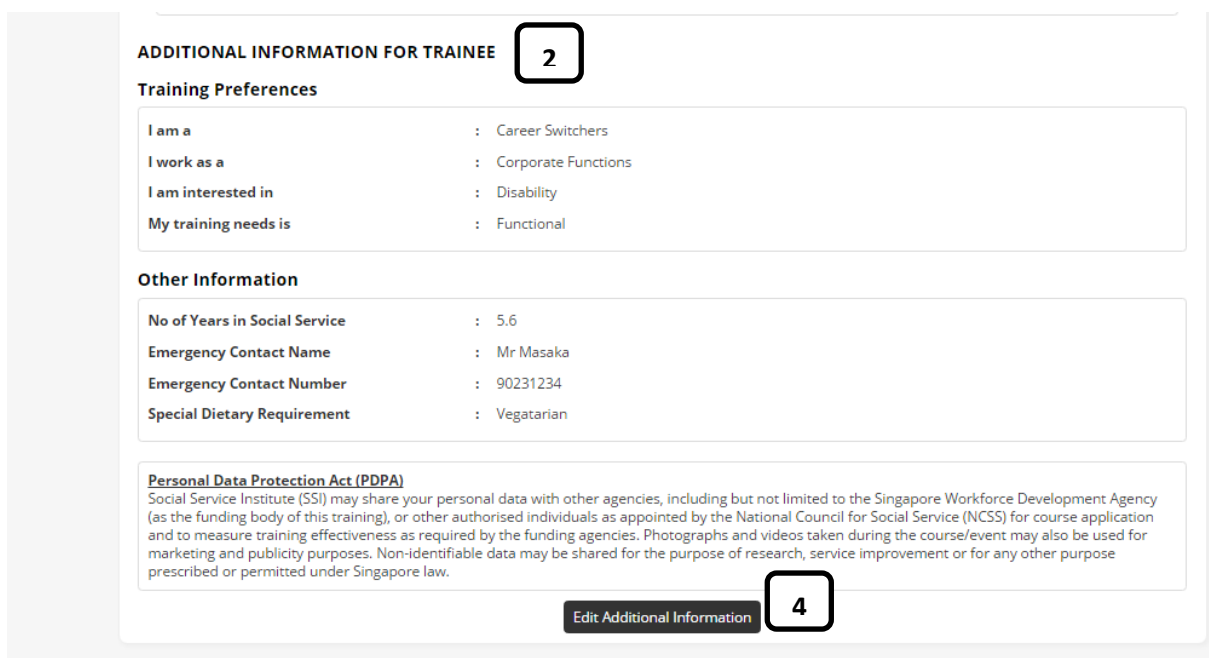 ADDITIONAL INFORMATION FOR TRAINEE 2
Training Preferences
I am a : Career Switchers
I work as a : Corporate Functions
I am interested in : Disability
My training needs is : Functional
Other Information
No of Years in Social Service : 5.6
Emergency Contact Name : Mr Masaka
Emergency Contact Number : 90231234
Special Dietary Requirement : Vegatarian
Personal Data Protection Act (PDPA)
Social Service Institute (SSI) may share your personal data with other agencies, including but not limited to the Singapore Workforce Development Agency
(as the funding body of this training), or other authorised individuals as appointed by the National Council for Social Service (NCSS) for course application
and to measure training effectiveness as required by the funding agencies. Photographs and videos taken during the course/event may also be used for
marketing and publicity purposes. Non-identifiable data may be shared for the purpose of research, service improvement or for any other purpose
prescribed or permitted under Singapore law.
Edit Additional Information 4